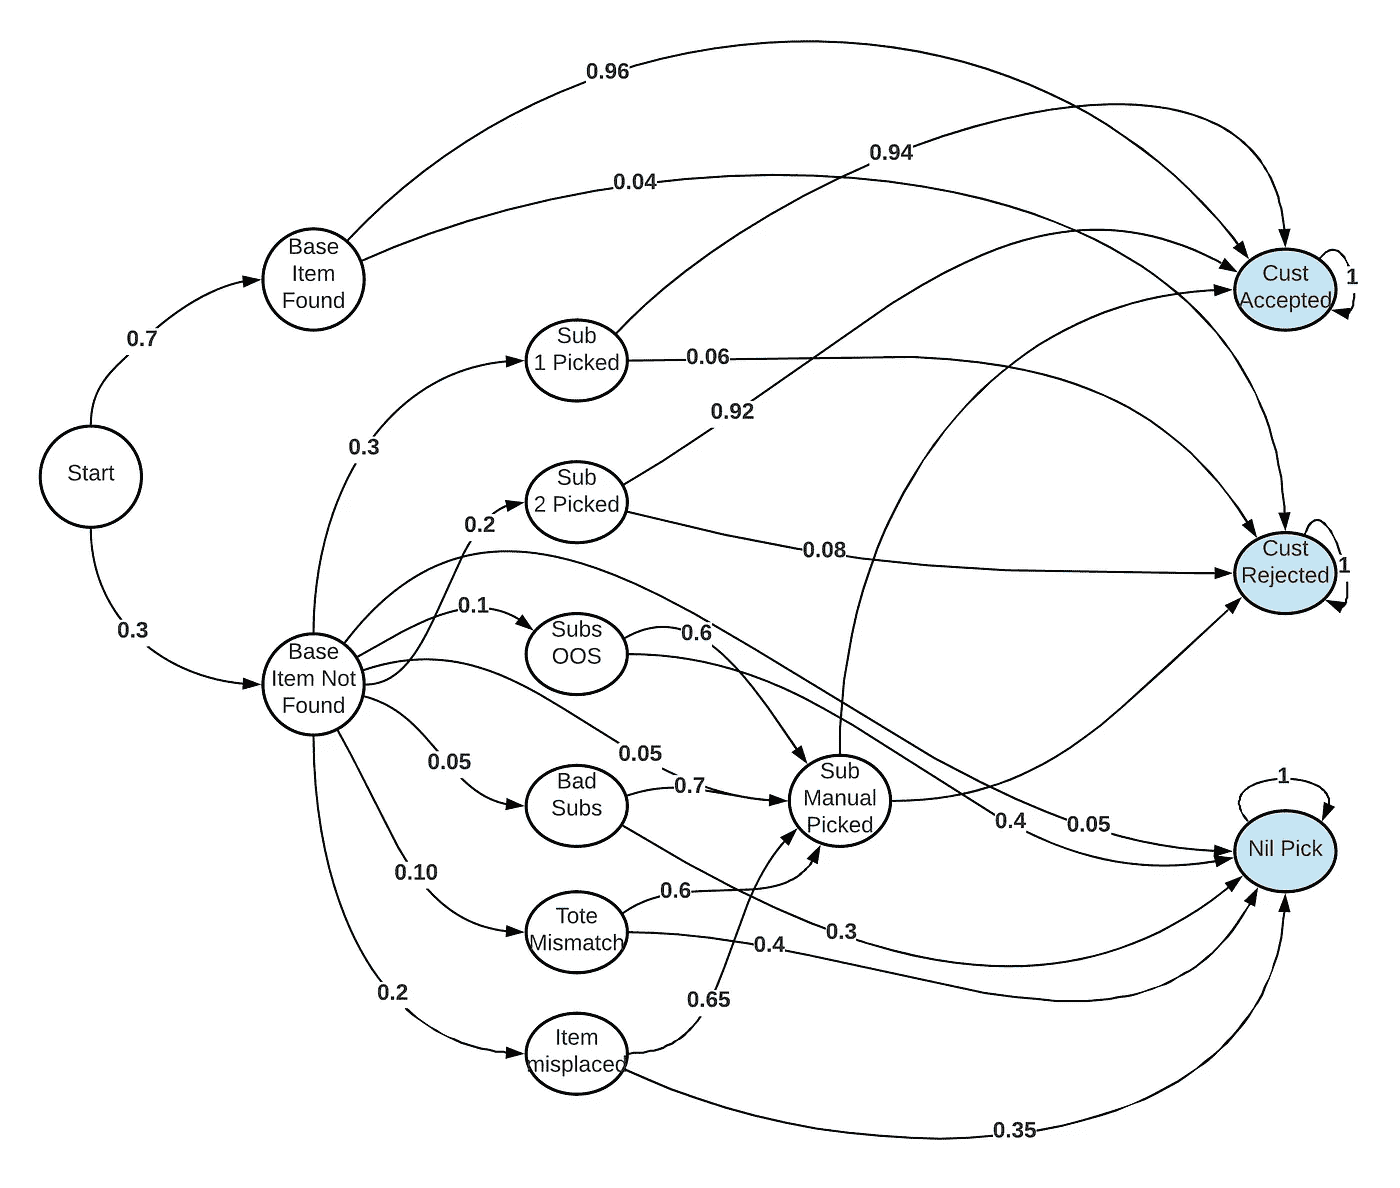 0.96
0.94
0.04
Base
Item
Found
Cust
Accepted
1
0.7
Sub
1 Picked
0.06
0.3
0.92
Start
Sub
2 Picked
0.2
0.08
Cust
Rejected
1
0.3
0.1
Subs
OOS
0.6
Base
Item Not
Found
0.05
0.05
Bad
Subs
0.7
Sub
Manual
Picked
0.4
0.05
1
Nil Pick
0.10
0.6
Tote
Mismatch
0.3
0.4
0.2
0.65
Item
misplaced
0.35